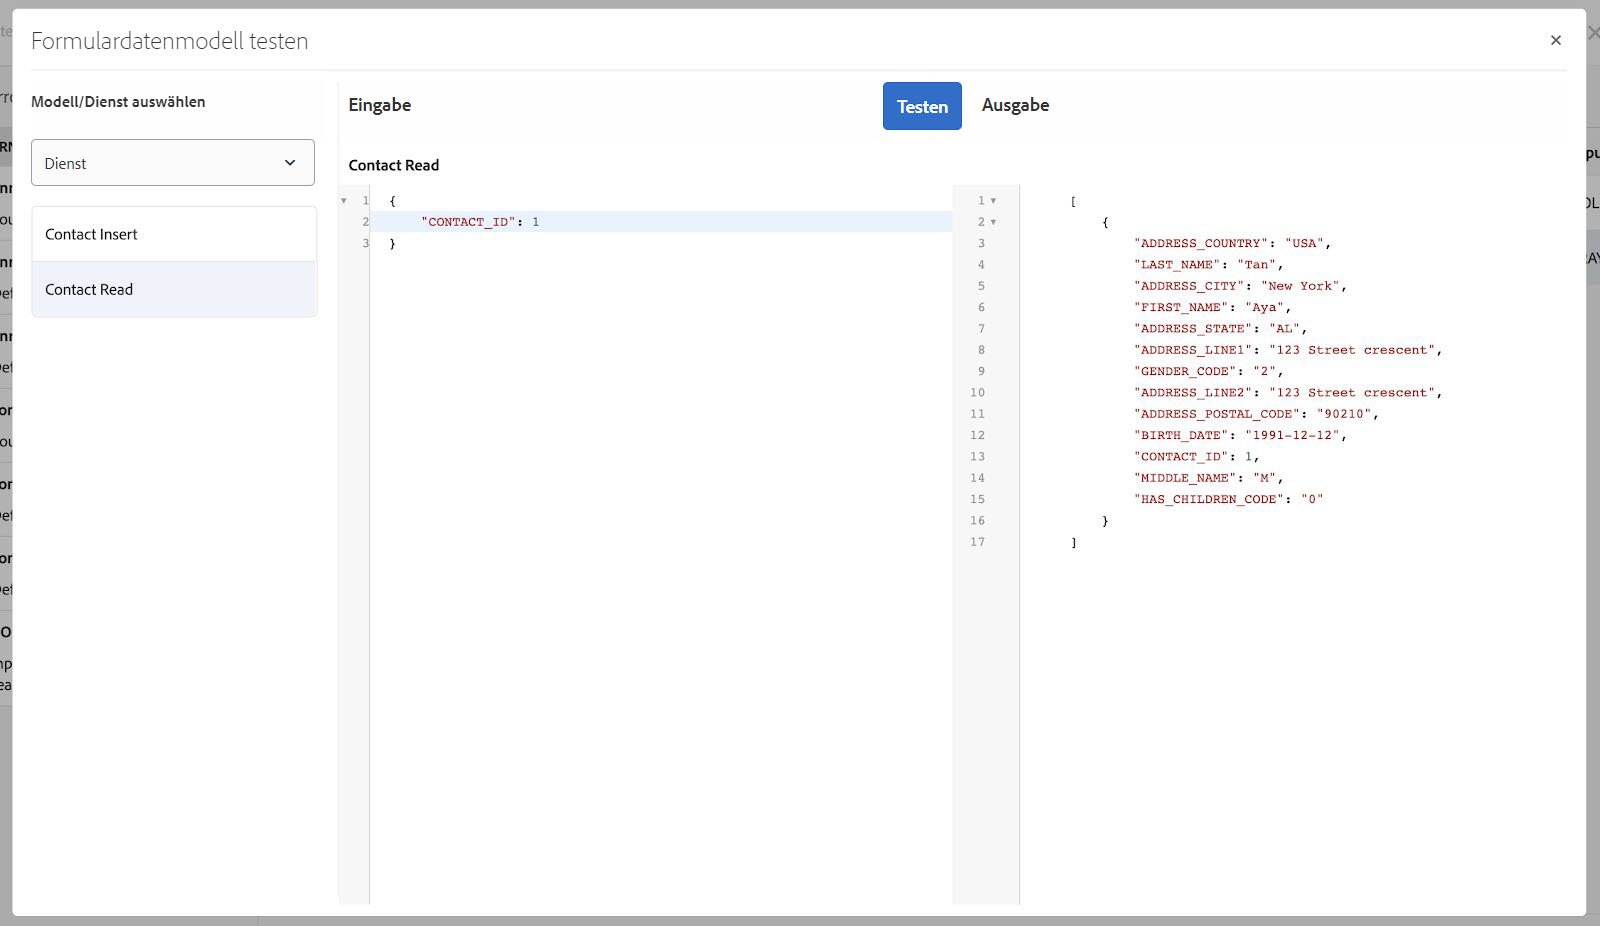 Formulardatenmodell testen
Modell/Dienst auswählen
Dienst
Contact Insert
Contact Read
Eingabe
Testen
Ausgabe
Contact Read
1 {
2 "CONTACT_ID": 1
3 }
1 [
2 {
3 "ADDRESS_COUNTRY": "USA",
4 "LAST_NAME": "Tan",
5 "ADDRESS_CITY": "New York",
6 "FIRST_NAME": "Aya",
7 "ADDRESS_STATE": "AL",
8 "ADDRESS_LINE1": "123 Street crescent",
9 "GENDER_CODE": "2",
10 "ADDRESS_LINE2": "123 Street crescent",
11 "ADDRESS_POSTAL_CODE": "90210",
12 "BIRTH_DATE": "1991-12-12",
13 "CONTACT_ID": 1,
14 "MIDDLE_NAME": "M",
15 "HAS_CHILDREN_CODE": "0"
16 }
17 ]